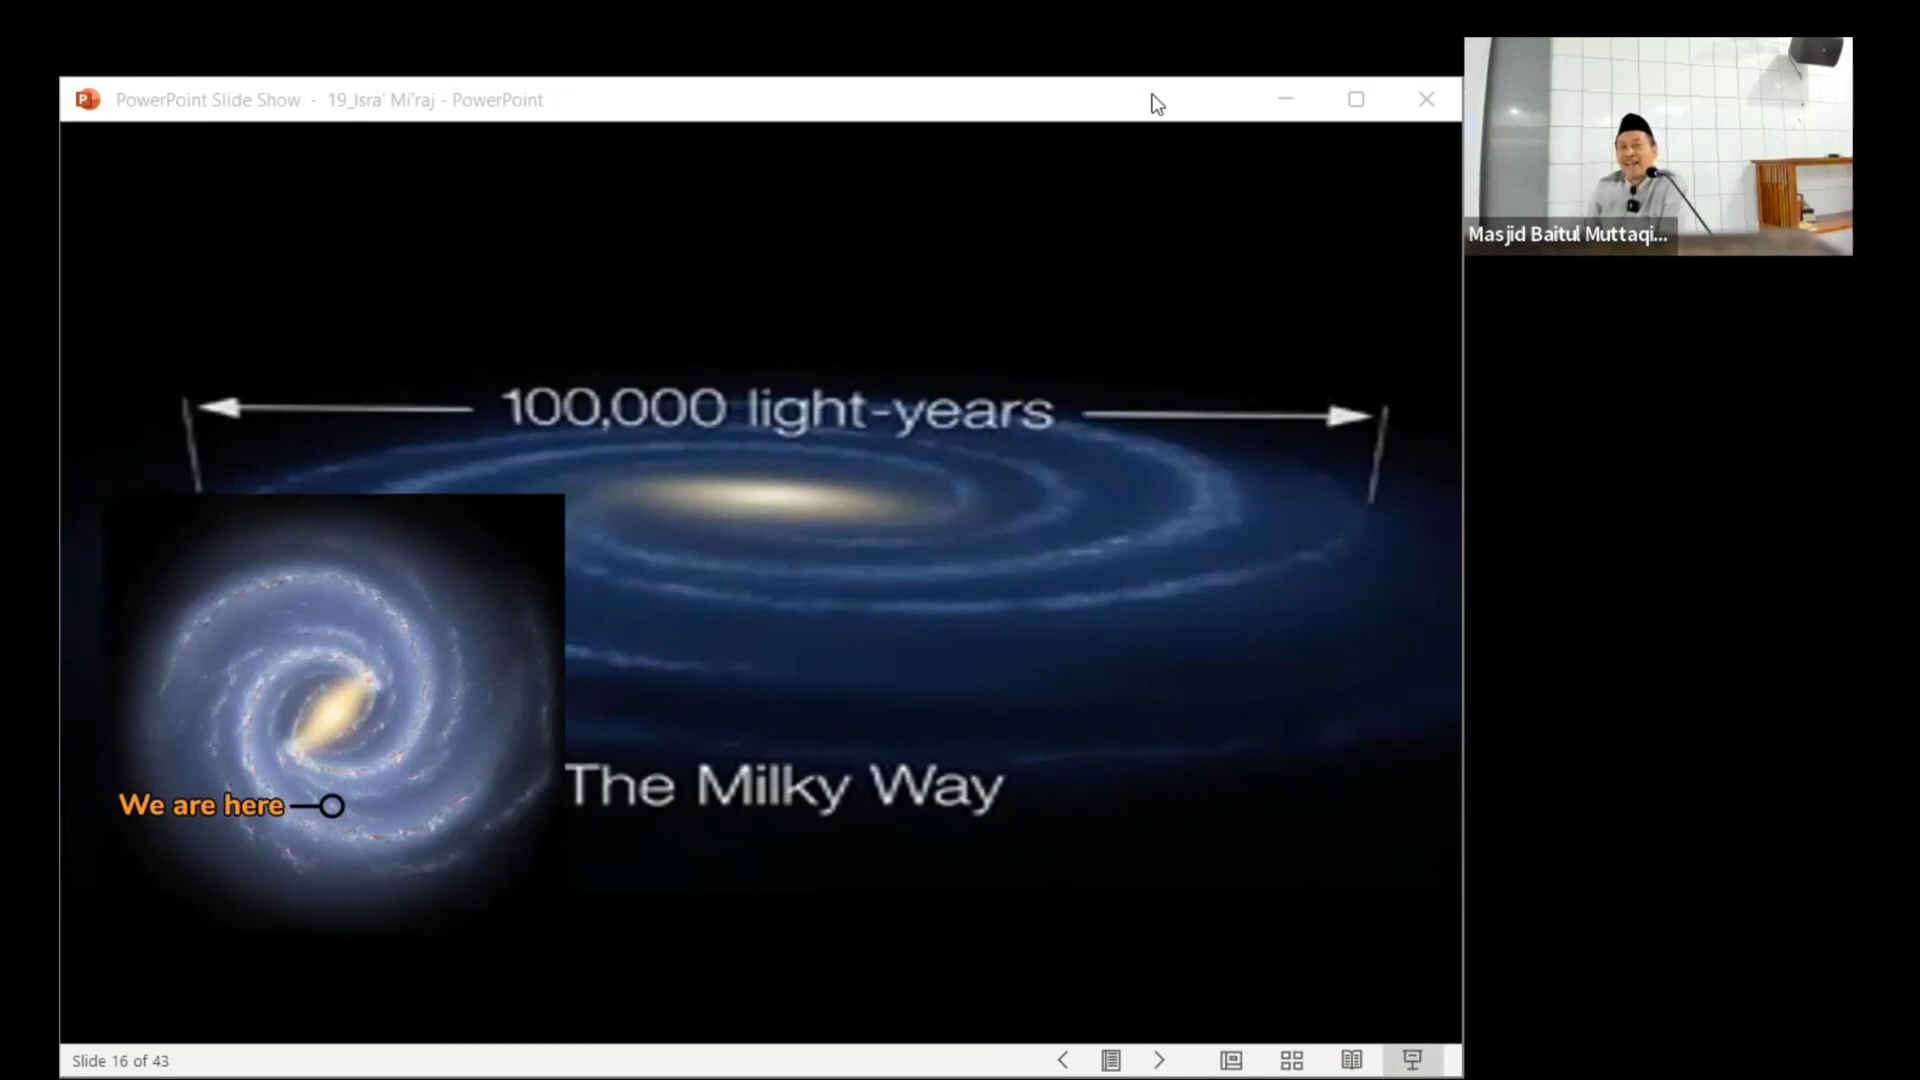 PowerPoint Slide Show - 19_Isra' Mi'raj - PowerPoint
Masjid Baitul Muttaqi...
100,000 light-years
The Milky Way
We are here
Slide 16 of 43